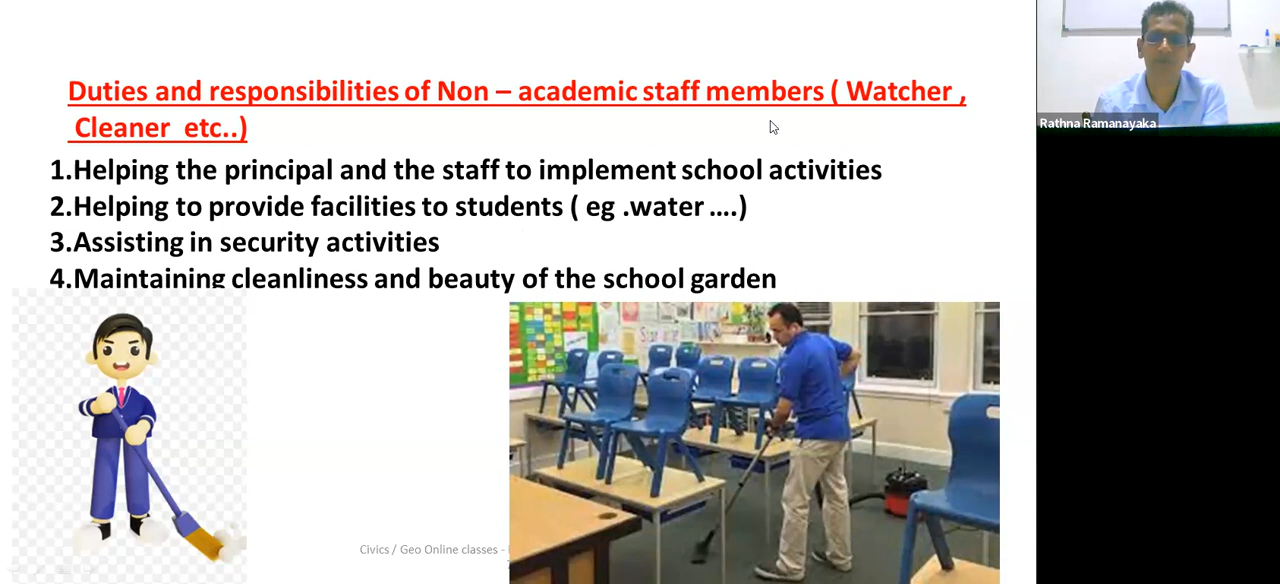 Duties and responsibilities of Non – academic staff members ( Watcher ,
Cleaner etc..)
1.Helping the principal and the staff to implement school activities
2.Helping to provide facilities to students ( eg .water ....)
3.Assisting in security activities
4.Maintaining cleanliness and beauty of the school garden
Rathna Ramanayaka
Civics / Geo Online classes -